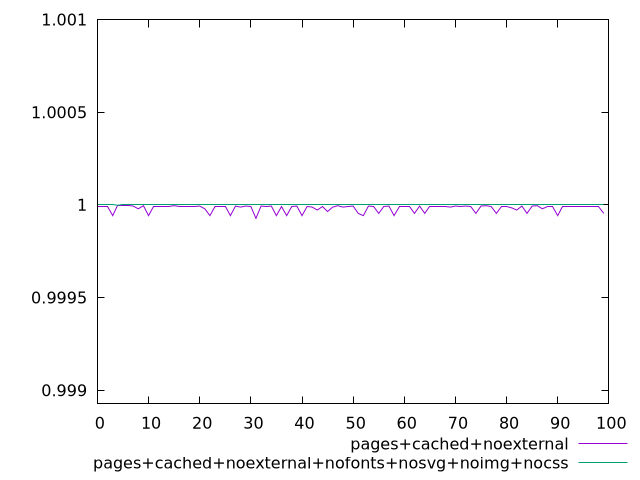 1.001
1.0005
1
0.9995
0.999
0 10 20 30 40 50 60 70 80 90 100
pages+cached+noexternal
pages+cached+noexternal+nofonts+nosvg+noimg+nocss